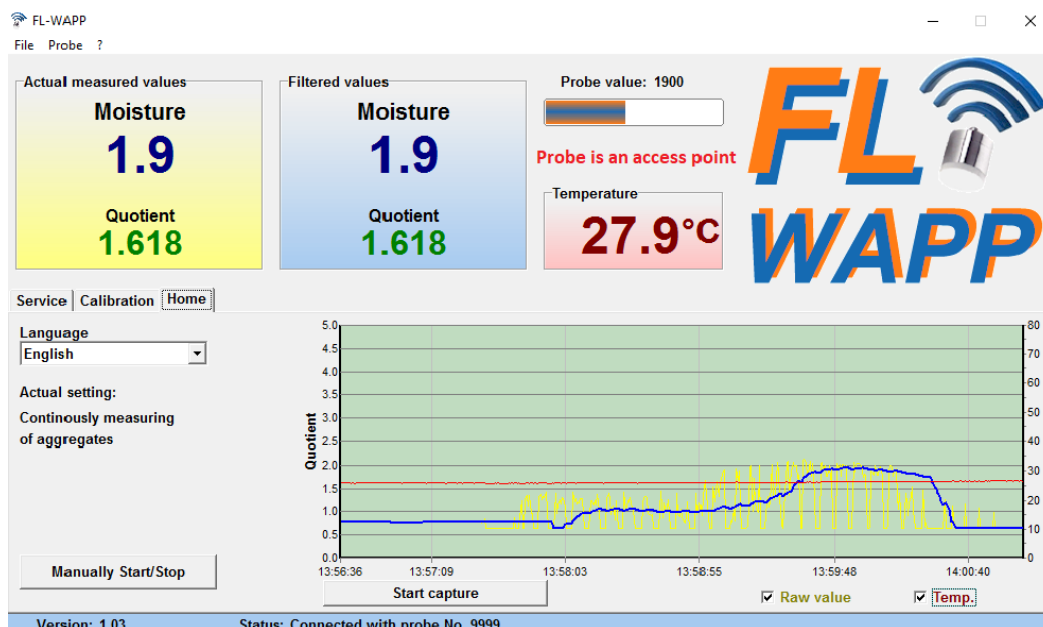 FL-WAPP
File Probe ?
Actual measured values
Moisture
1.9
Quotient
1.618
Filtered values
Moisture
1.9
Quotient
1.618
Probe value: 1900
Probe is an access point
Temperature
27.9°C
FL
WAPP
Service Calibration Home
Language
English
Actual setting:
Continously measuring
of aggregates
Manually Start/Stop
Quotient
5.0
4.5
4.0
3.5
3.0
2.5
2.0
1.5
1.0
0.5
0.0
80
70
60
50
40
30
20
10
0
13:56:36 13:57:09 13:58:03 13:58:55 13:59:48 14:00:40
Start capture
Raw value
Temp.
Version: 1.03 Status: Connected with probe No. 9999